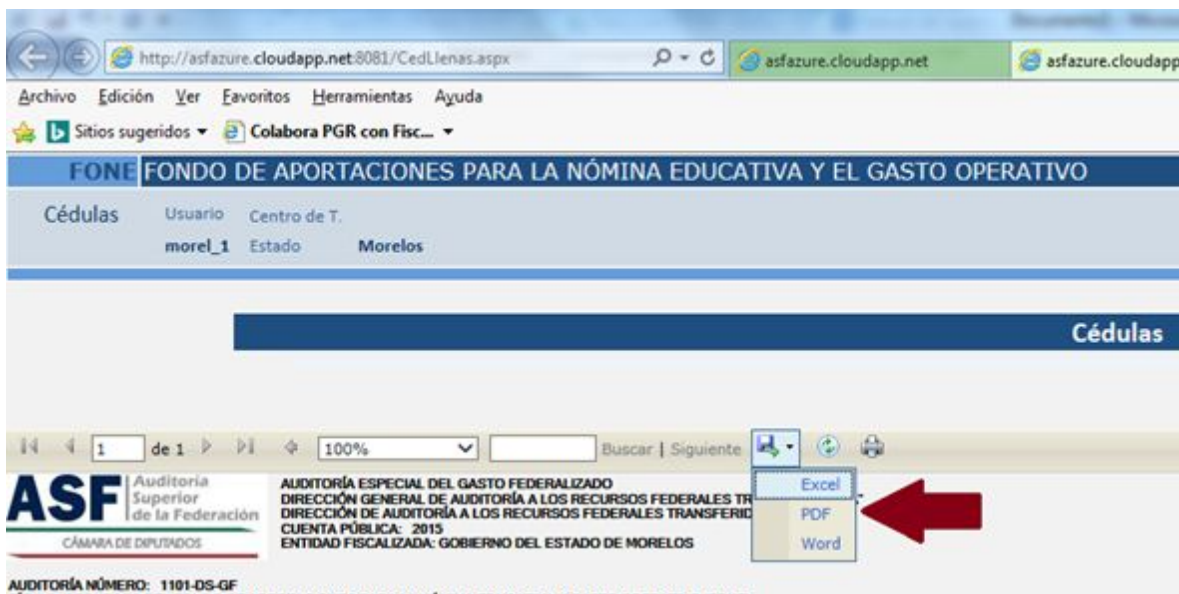 http://asfazure.cloudapp.net:8081/CedLlenas.aspx
asfazure.cloudapp.net
asfazure.cloudapp
Archivo Edición Ver Favoritos Herramientas Ayuda
Sitios sugeridos Colabora PGR con Fisc...
FONE FONDO DE APORTACIONES PARA LA NÓMINA EDUCATIVA Y EL GASTO OPERATIVO
Cédulas Usuario Centro de T.
morel_1 Estado Morelos
Cédulas
1 de 1 100% Buscar | Siguiente
Excel
PDF
Word
ASF Auditoría
Superior
de la Federación
CÁMARA DE DIPUTADOS
AUDITORÍA ESPECIAL DEL GASTO FEDERALIZADO
DIRECCIÓN GENERAL DE AUDITORÍA A LOS RECURSOS FEDERALES TR
DIRECCIÓN DE AUDITORÍA A LOS RECURSOS FEDERALES TRANSFERID
CUENTA PÚBLICA: 2015
ENTIDAD FISCALIZADA: GOBIERNO DEL ESTADO DE MORELOS
AUDITORÍA NÚMERO: 1101-DS-GF